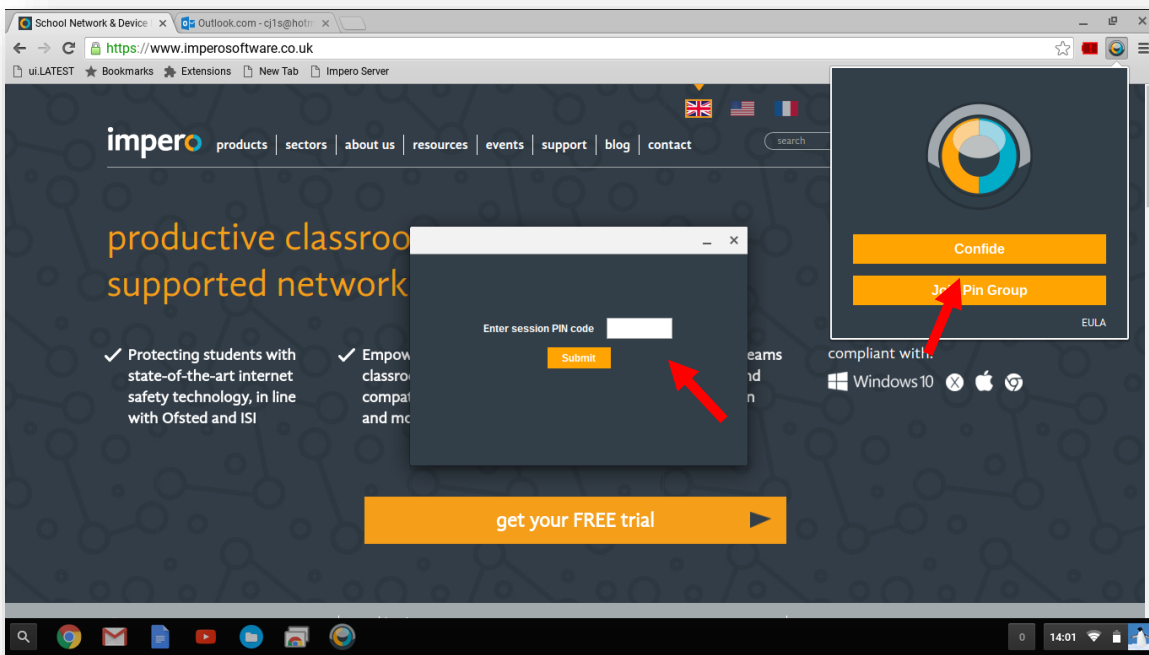 School Network & Device
Outlook.com - cj1s@hotm
https://www.imperosoftware.co.uk
ui.LATEST Bookmarks Extensions New Tab Impero Server
impero products | sectors | about us | resources | events | support | blog | contact
search
productive classroo
supported network
Enter session PIN code
Submit
Confide
Pin Group
EULA
Protecting students with
state-of-the-art internet
safety technology, in line
with Ofsted and ISI
Empow
classro
compat
and mo
eams
nd
n
compliant with:
Windows 10
get your FREE trial
0 14:01